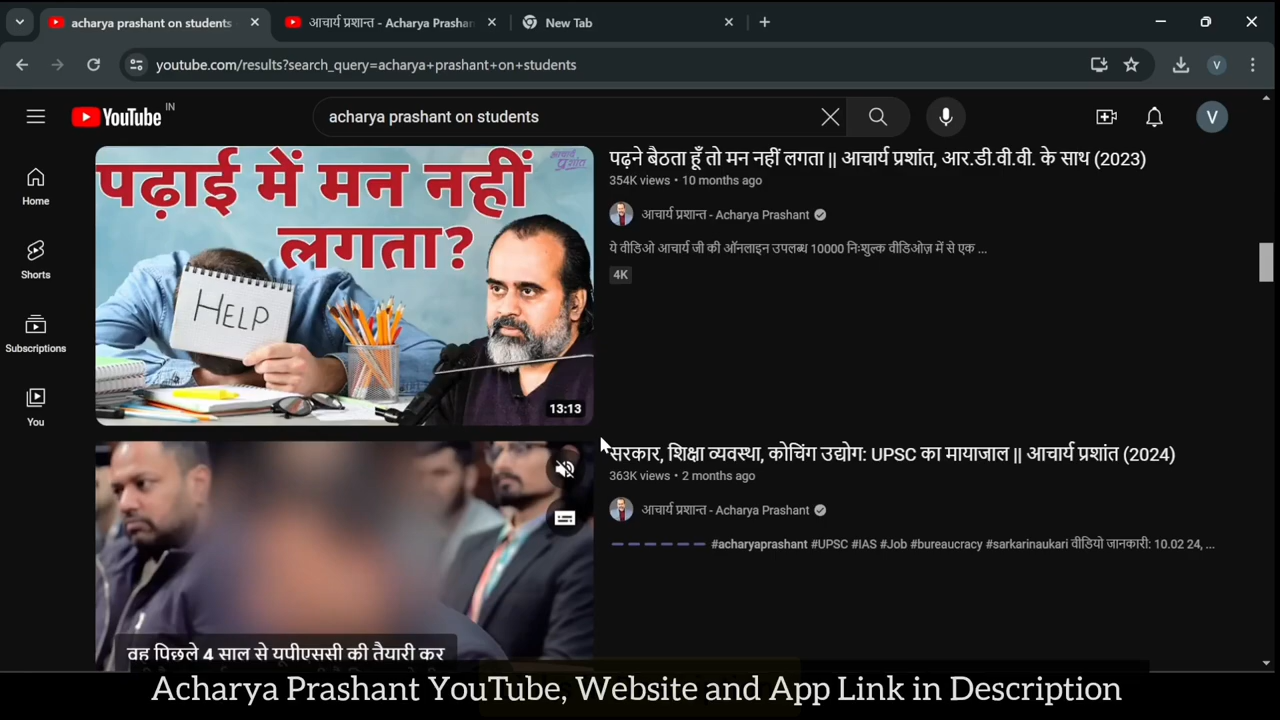 acharya prashant on students
आचार्य प्रशान्त - Acharya Prashan
New Tab
youtube.com/results?search_query=acharya+prashant+on+students
V
YouTube IN
acharya prashant on students
V
Home
Shorts
Subscriptions
You
पढ़ाई में मन नहीं
लगता?
आचार्य प्रशांत
HELP
13:13
पढ़ने बैठता हूँ तो मन नहीं लगता || आचार्य प्रशांत, आर.डी.वी.वी. के साथ (2023)
354K views • 10 months ago
आचार्य प्रशान्त - Acharya Prashant
ये वीडियो आचार्य जी की ऑनलाइन उपलब्ध 10000 निःशुल्क वीडियोज़ में से एक ...
4K
सरकार, शिक्षा व्यवस्था, कोचिंग उद्योग: UPSC का मायाजाल || आचार्य प्रशांत (2024)
363K views • 2 months ago
आचार्य प्रशान्त - Acharya Prashant
#acharyaprashant #UPSC #IAS #Job #bureaucracy #sarkarinaukari वीडियो जानकारी: 10.02 24, ...
वह पिछले 4 साल से यूपीएससी की तैयारी कर
Acharya Prashant YouTube, Website and App Link in Description